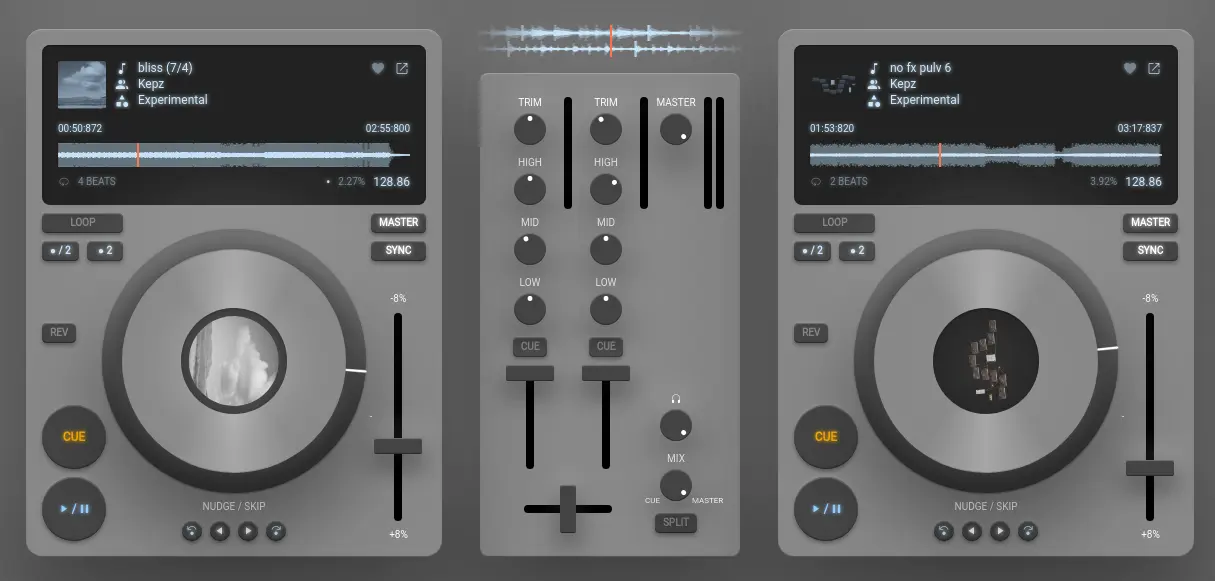 bliss (7/4)
Kepz
Experimental
00:50:872
02:55:800
4 BEATS
2.27%
128.86
LOOP
MASTER
/ 2
2
SYNC
-8%
REV
CUE
/
NUDGE / SKIP
+8%
TRIM
TRIM
MASTER
HIGH
HIGH
MID
MID
LOW
LOW
CUE
CUE
MIX
CUE
MASTER
SPLIT
no fx pulv 6
Kepz
Experimental
01:53:820
03:17:837
2 BEATS
3.92%
128.86
LOOP
MASTER
/ 2
2
SYNC
-8%
REV
CUE
/
NUDGE / SKIP
+8%